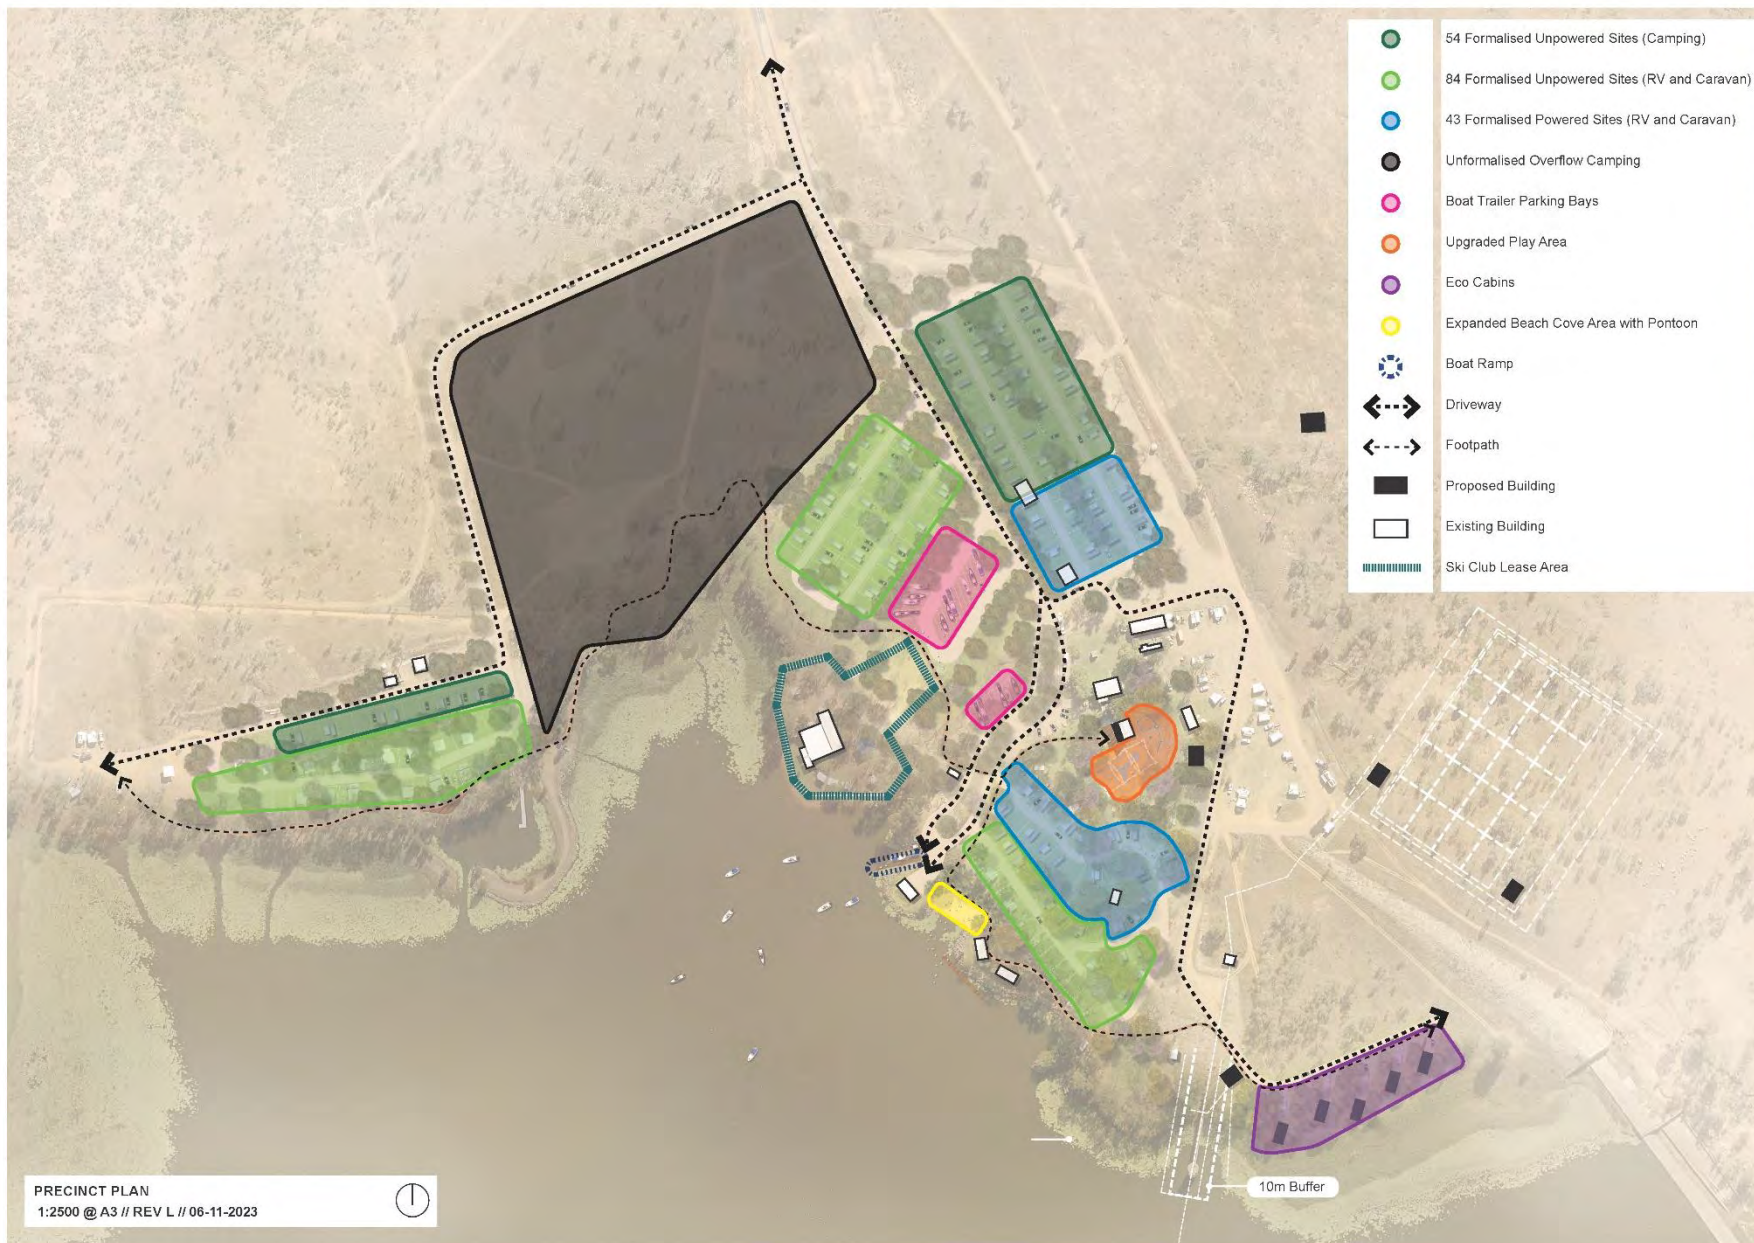 54 Formalised Unpowered Sites (Camping)
84 Formalised Unpowered Sites (RV and Caravan)
43 Formalised Powered Sites (RV and Caravan)
Unformalised Overflow Camping
Boat Trailer Parking Bays
Upgraded Play Area
Eco Cabins
Expanded Beach Cove Area with Pontoon
Boat Ramp
Driveway
Footpath
Proposed Building
Existing Building
Ski Club Lease Area
10m Buffer
PRECINCT PLAN
1:2500 @ A3 // REV L // 06-11-2023